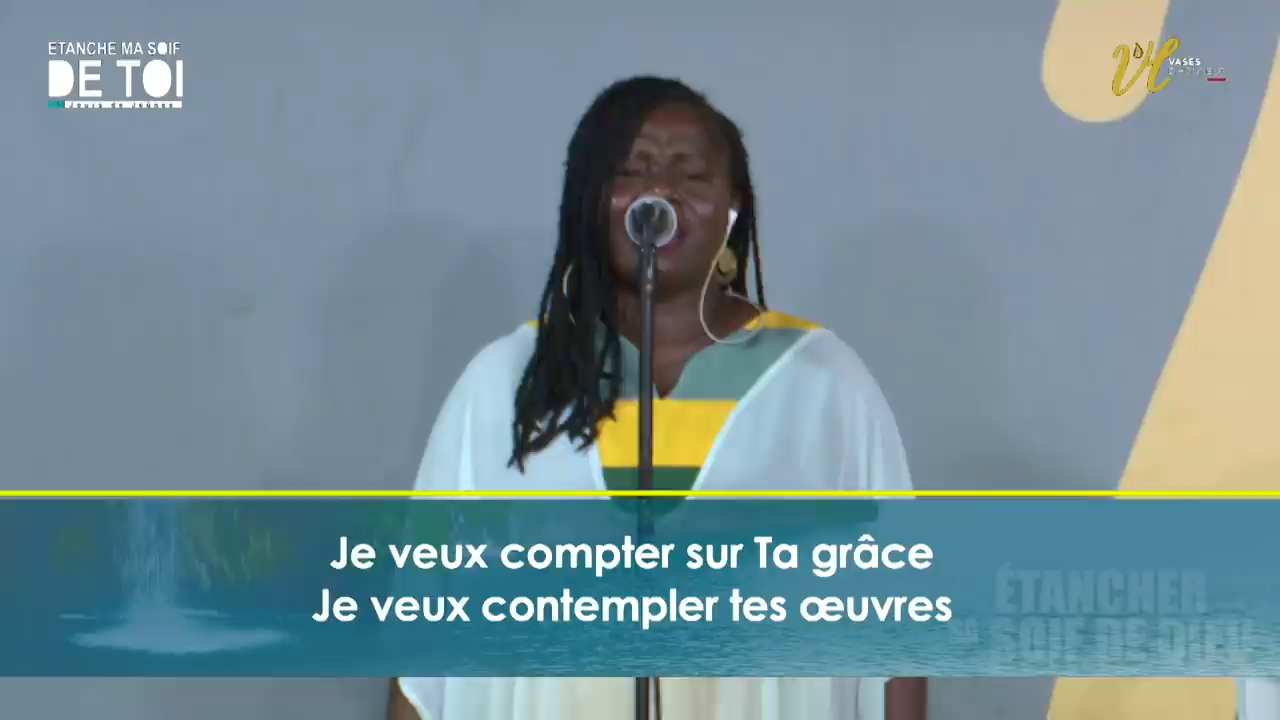 ETANCHE MA SOIF
DE TOI
VASES
Je veux compter sur Ta grâce
Je veux contempler tes œuvres
ÉTANCHER
SOIF DE DIEU